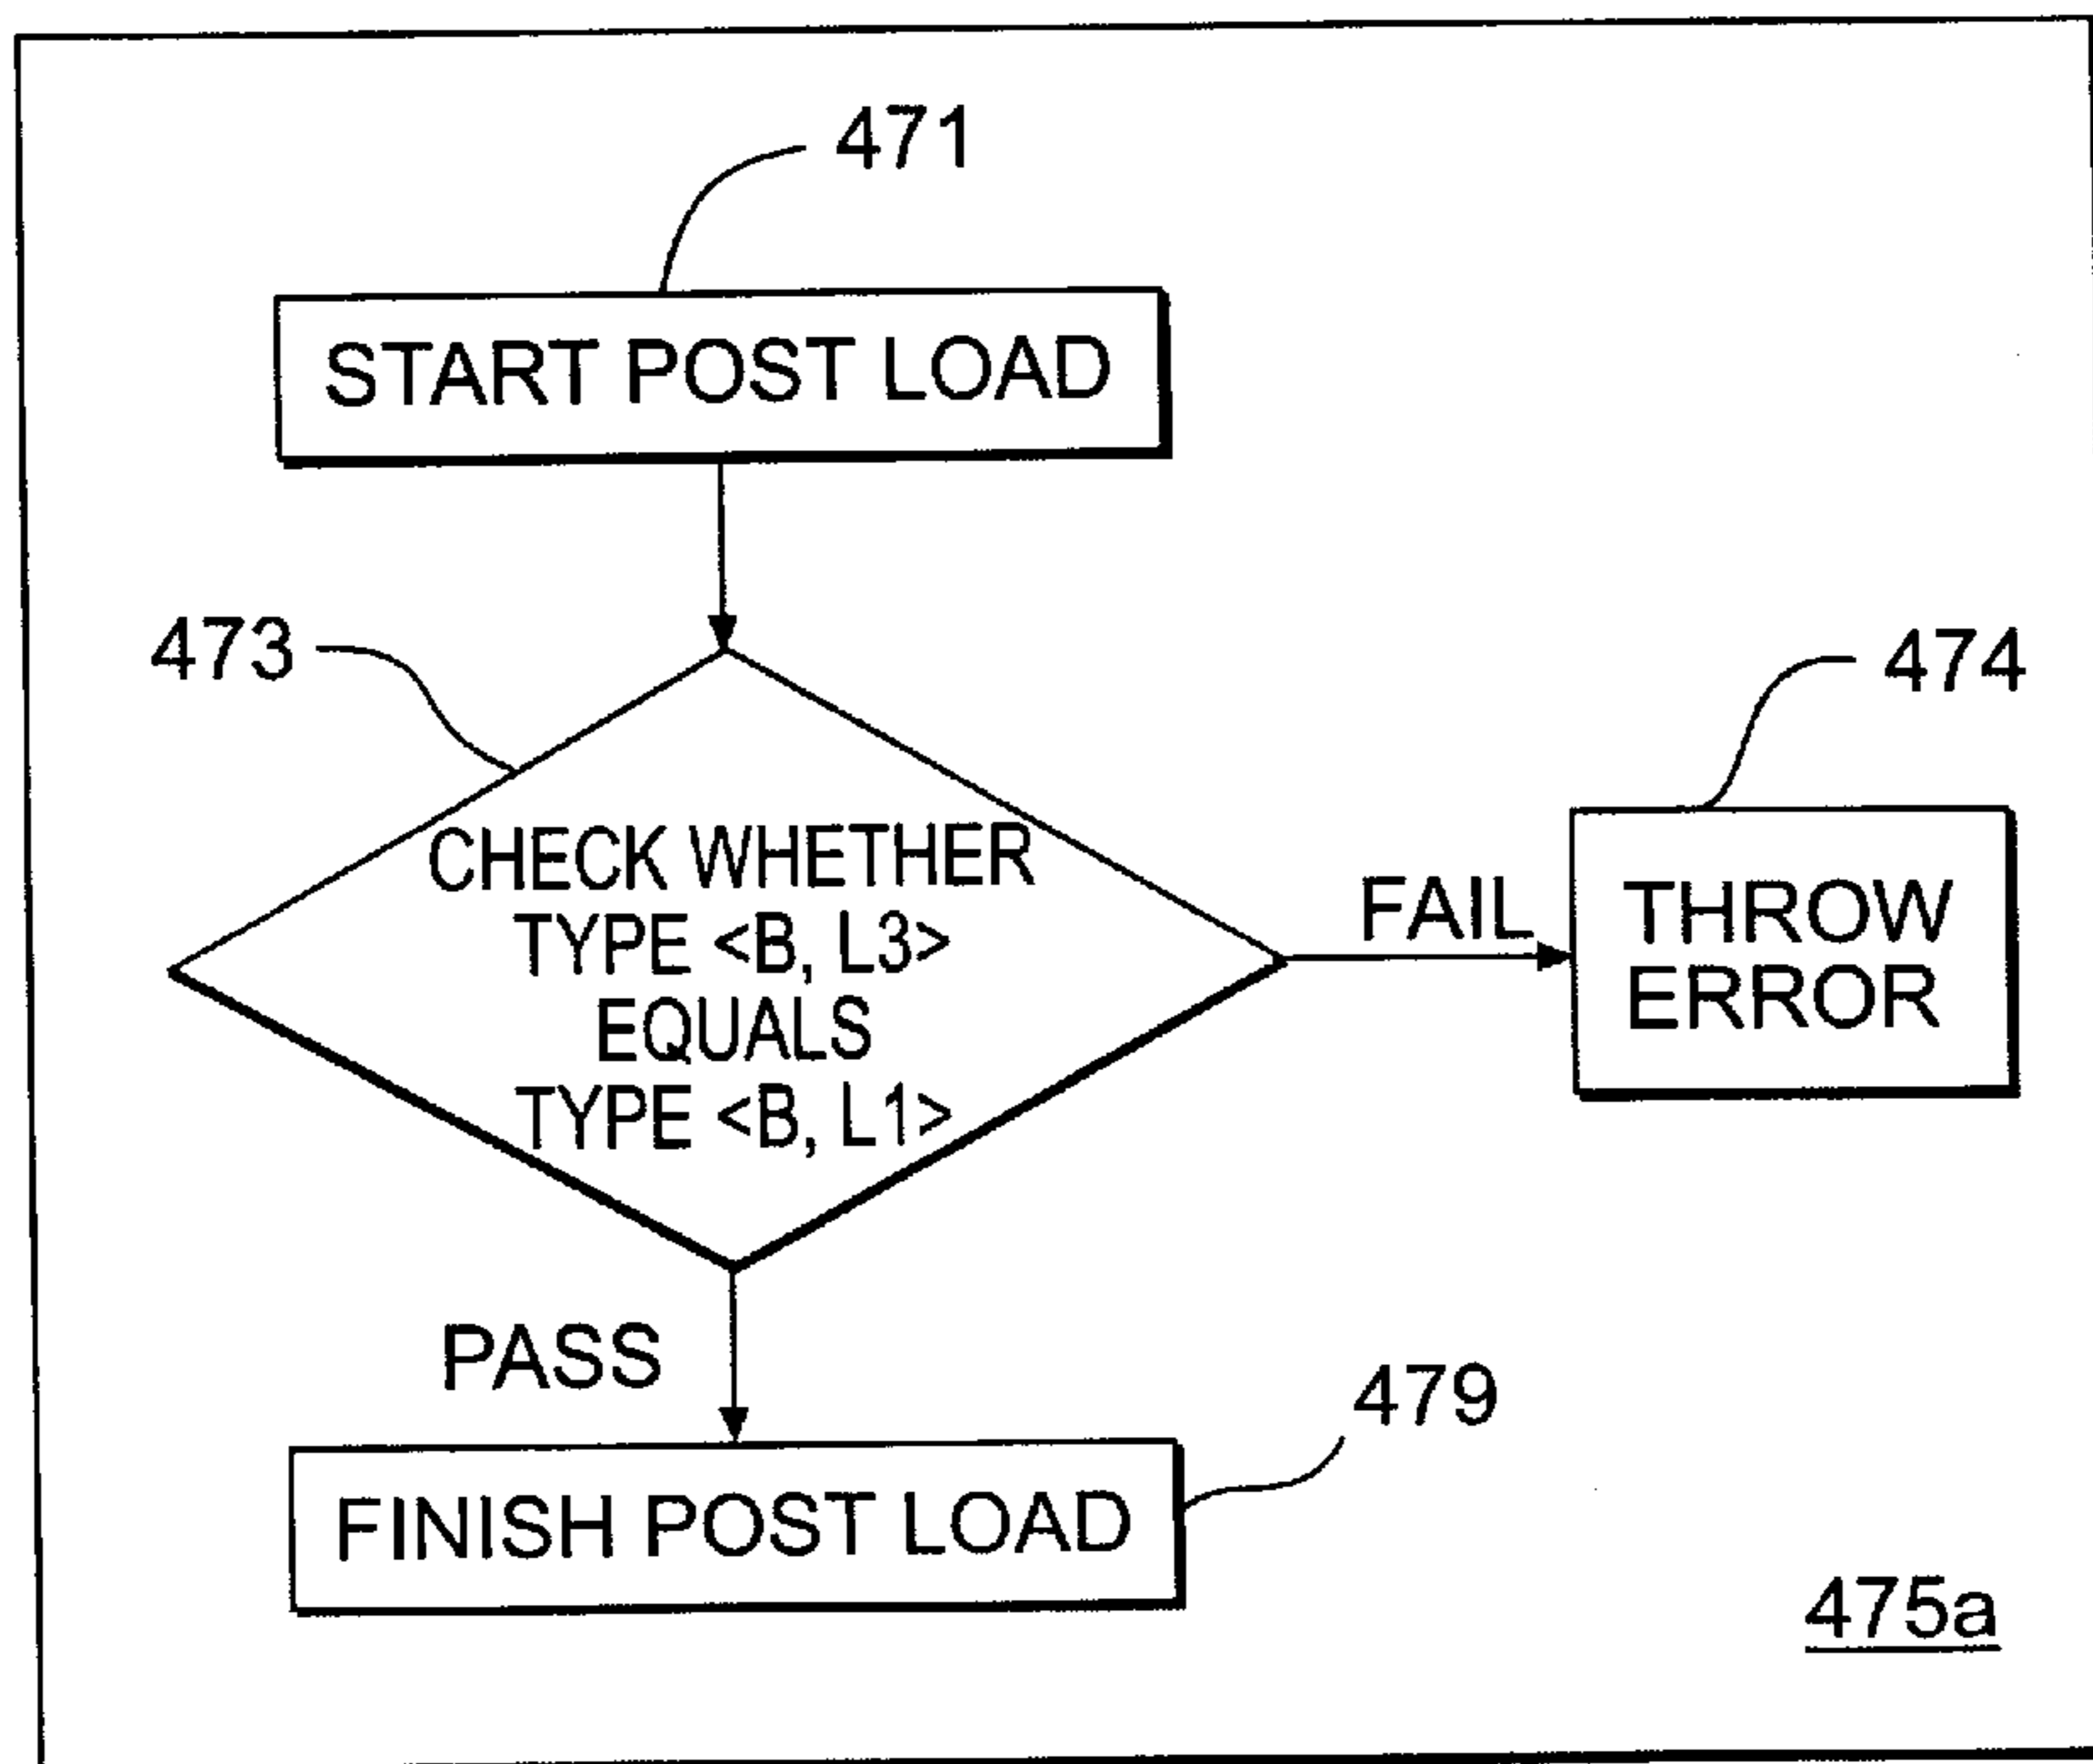 471
START POST LOAD
473
474
CHECK WHETHER
TYPE <B, L3>
EQUALS
TYPE <B, L1>
FAIL
THROW
ERROR
PASS
479
FINISH POST LOAD
475a